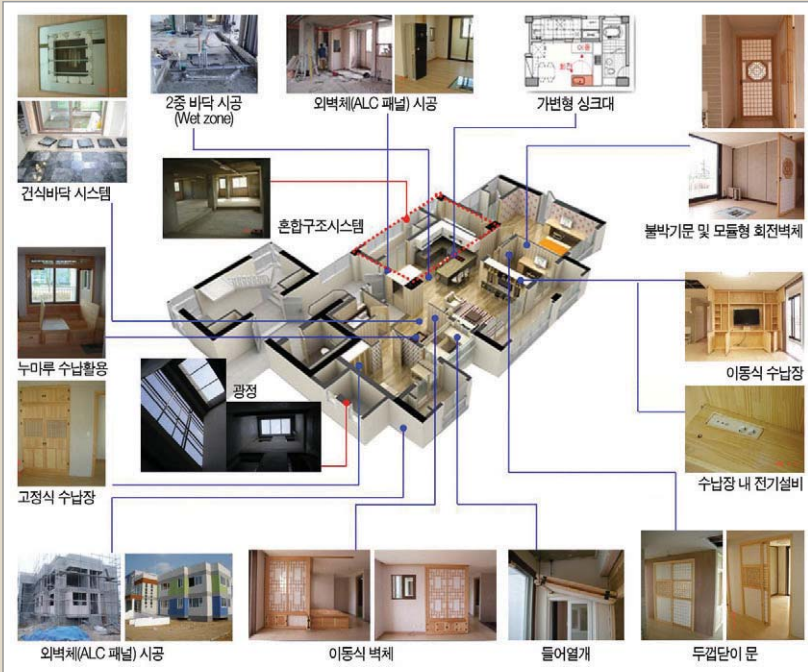 2중 바닥 시공
(Wet zone)
외벽체(ALC 패널) 시공
가변형 싱크대
건식바닥 시스템
혼합구조시스템
불박기문 및 모듈형 회전벽체
누마루 수납활용
광정
이동식 수납장
고정식 수납장
수납장 내 전기설비
외벽체(ALC 패널) 시공
이동식 벽체
들어열개
두껍닫이 문